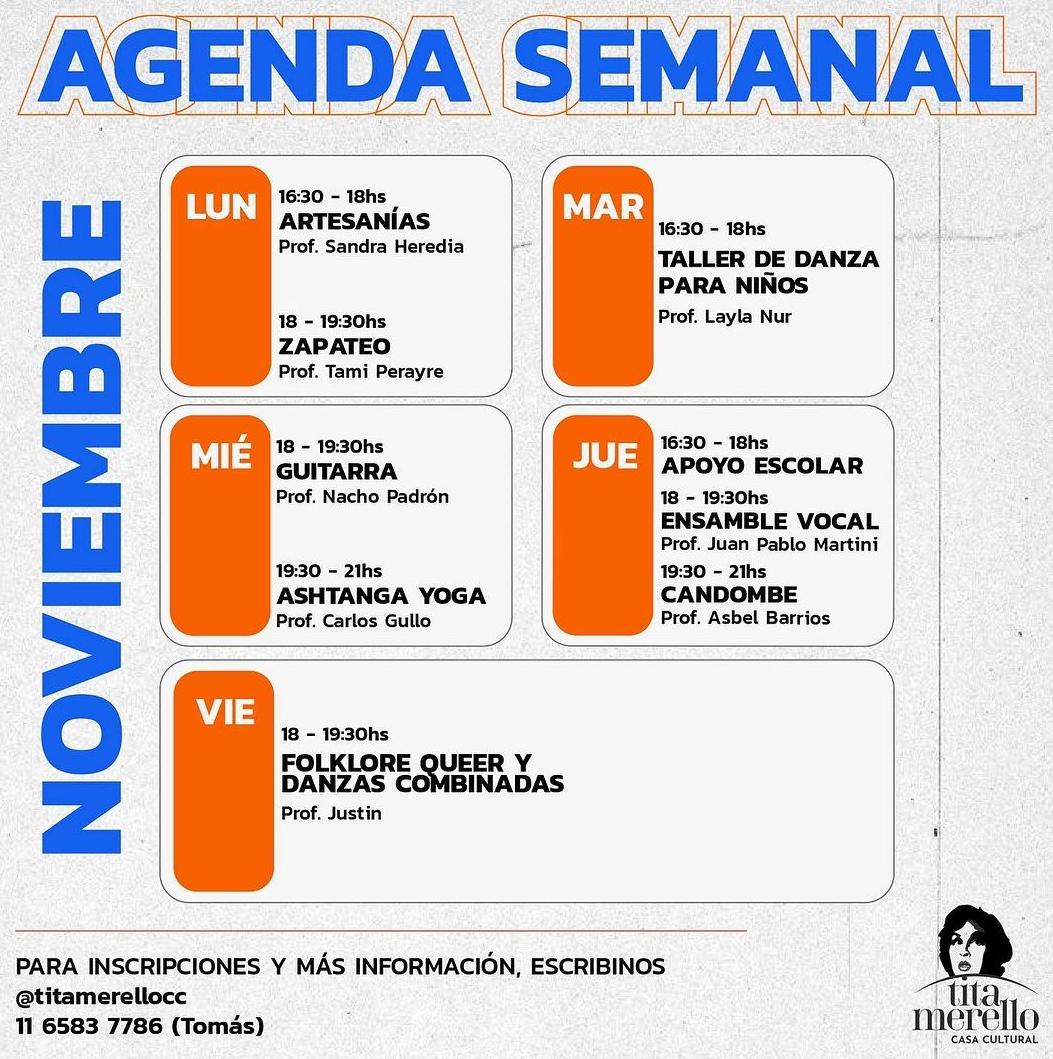 AGENDA SEMANAL
NOVIEMBRE
LUN
16:30 - 18hs
ARTESANÍAS
Prof. Sandra Heredia
18 - 19:30hs
ZAPATEO
Prof. Tami Perayre
MAR
16:30 - 18hs
TALLER DE DANZA
PARA NIÑOS
Prof. Layla Nur
MIÉ
18 - 19:30hs
GUITARRA
Prof. Nacho Padrón
19:30 - 21hs
ASHTANGA YOGA
Prof. Carlos Gullo
JUE
16:30 - 18hs
APOYO ESCOLAR
18 - 19:30hs
ENSAMBLE VOCAL
Prof. Juan Pablo Martini
19:30 - 21hs
CANDOMBE
Prof. Asbel Barrios
VIE
18 - 19:30hs
FOLKLORE QUEER Y
DANZAS COMBINADAS
Prof. Justin
PARA INSCRIPCIONES Y MÁS INFORMACIÓN, ESCRIBINOS
@titamerellocc
11 6583 7786 (Tomás)
tita
merello
CASA CULTURAL